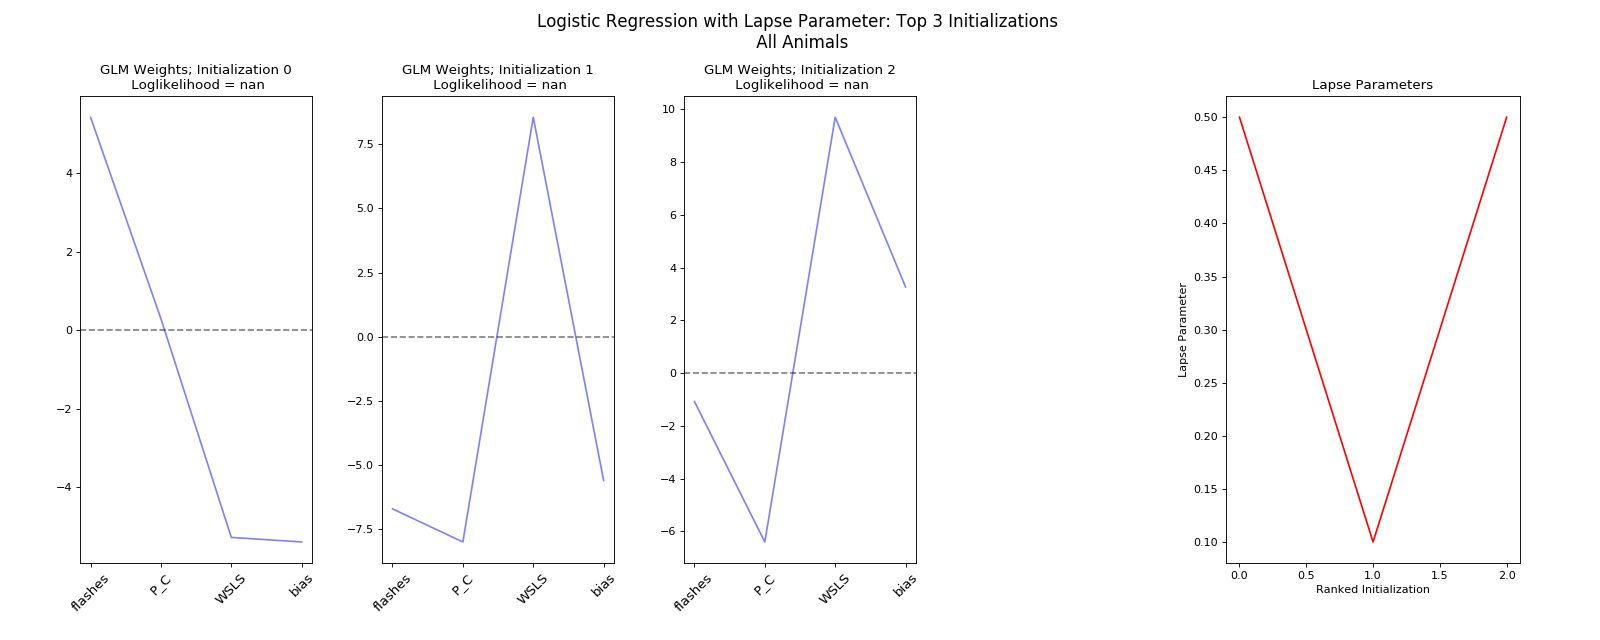 Logistic Regression with Lapse Parameter: Top 3 Initializations
All Animals
GLM Weights; Initialization 0
Loglikelihood = nan
4
2
0
−2
−4
flashes
P_C
WSLS
bias
GLM Weights; Initialization 1
Loglikelihood = nan
7.5
5.0
2.5
0.0
−2.5
−5.0
−7.5
flashes
P_C
WSLS
bias
GLM Weights; Initialization 2
Loglikelihood = nan
10
8
6
4
2
0
−2
−4
−6
flashes
P_C
WSLS
bias
Lapse Parameters
Lapse Parameter
0.50
0.45
0.40
0.35
0.30
0.25
0.20
0.15
0.10
0.0
0.5
1.0
1.5
2.0
Ranked Initialization